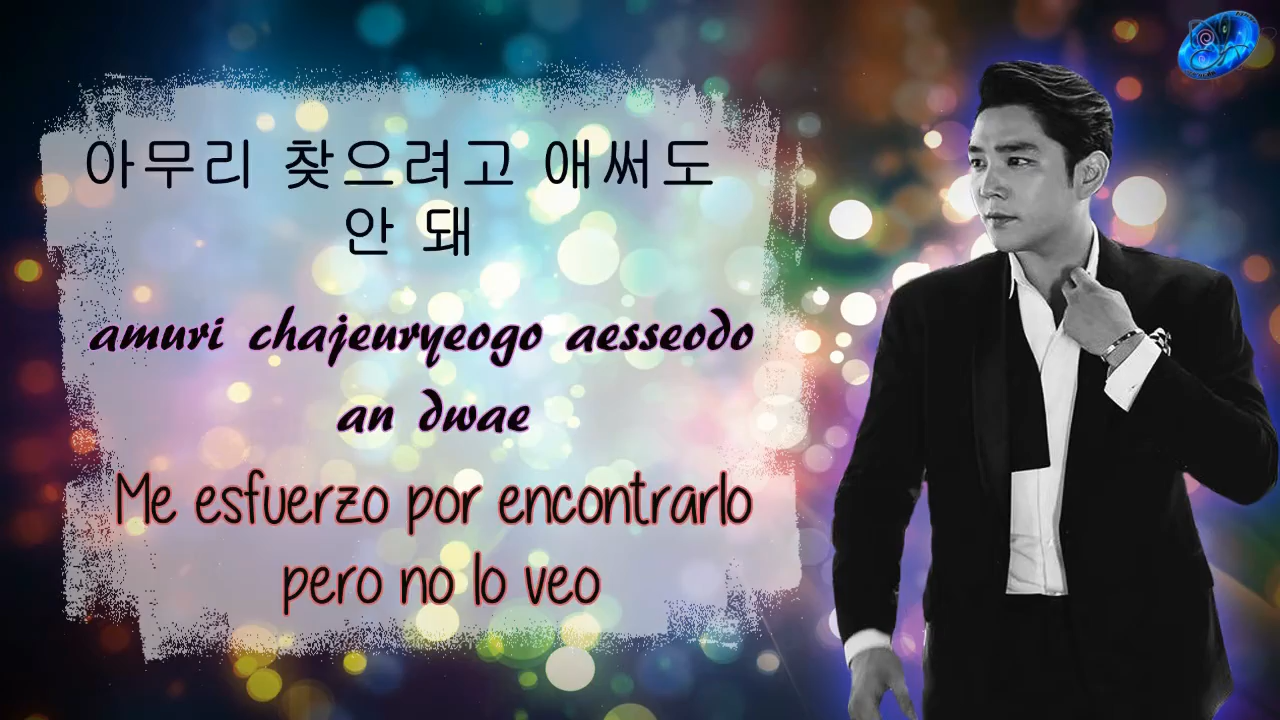 아무리 찾으려고 애써도
안 돼
amuri chajeuryeogo aesseodo
an dwae
Me esfuerzo por encontrarlo
pero no lo veo